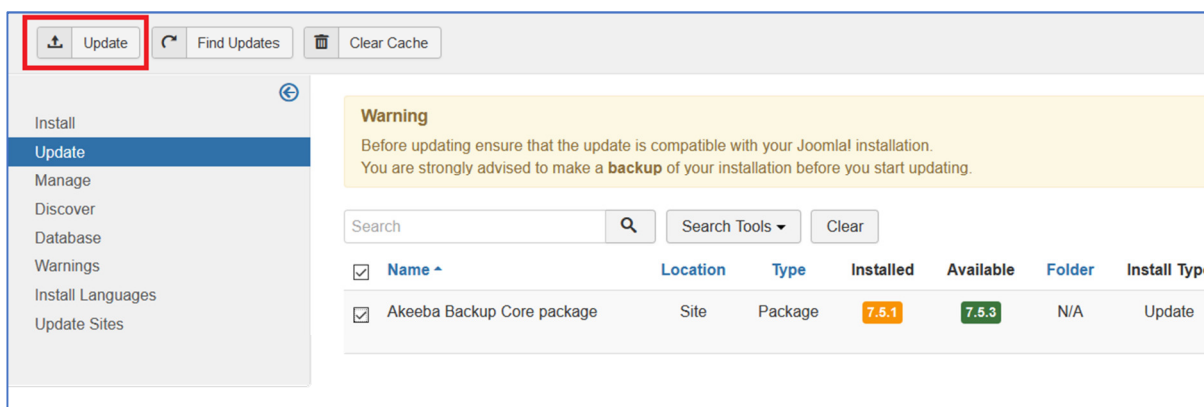 Update Find Updates Clear Cache
Install
Update
Manage
Discover
Database
Warnings
Install Languages
Update Sites
Warning
Before updating ensure that the update is compatible with your Joomla! installation.
You are strongly advised to make a backup of your installation before you start updating.
Search Search Tools Clear
Name Location Type Installed Available Folder Install Type
Akeeba Backup Core package Site Package 7.5.1 7.5.3 N/A Update